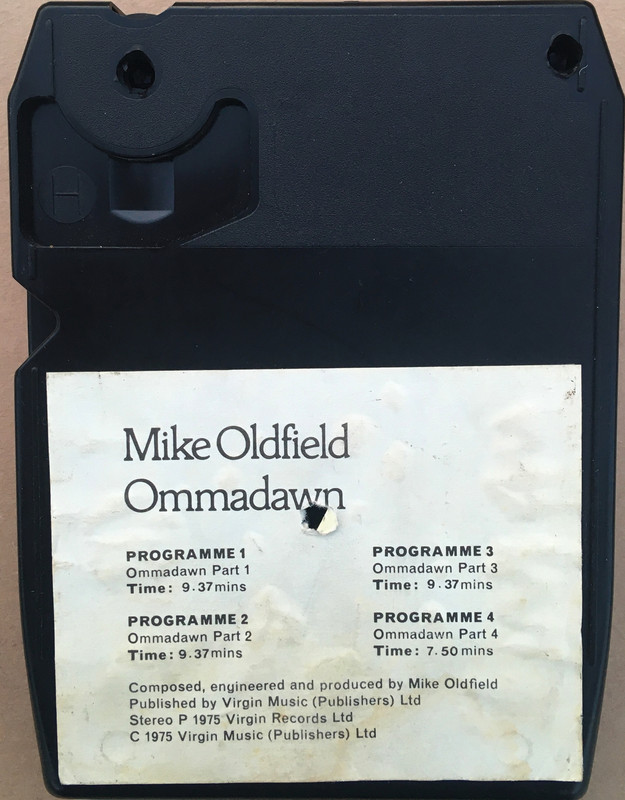 Mike Oldfield
Ommadawn
PROGRAMME 1
Ommadawn Part 1
Time: 9.37mins
PROGRAMME 2
Ommadawn Part 2
Time: 9.37mins
PROGRAMME 3
Ommadawn Part 3
Time: 9.37mins
PROGRAMME 4
Ommadawn Part 4
Time: 7.50mins
Composed, engineered and produced by Mike Oldfield
Published by Virgin Music (Publishers) Ltd
Stereo P 1975 Virgin Records Ltd
C 1975 Virgin Music (Publishers) Ltd